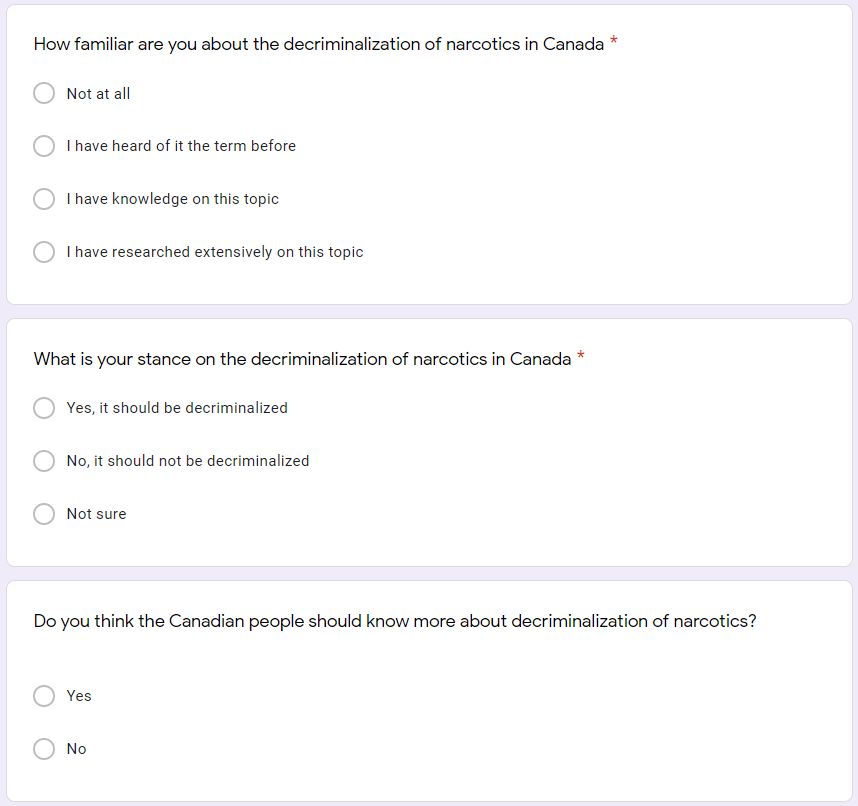 How familiar are you about the decriminalization of narcotics in Canada *
Not at all
I have heard of it the term before
I have knowledge on this topic
I have researched extensively on this topic
What is your stance on the decriminalization of narcotics in Canada *
Yes, it should be decriminalized
No, it should not be decriminalized
Not sure
Do you think the Canadian people should know more about decriminalization of narcotics?
Yes
No